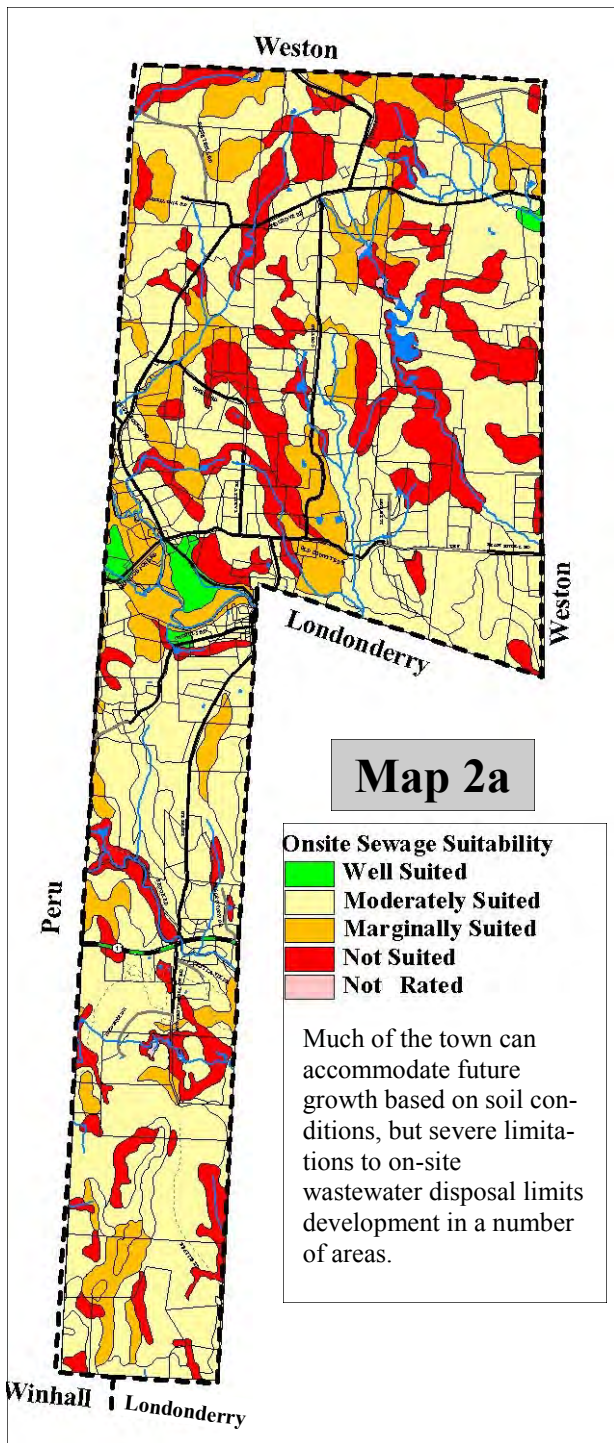 Weston
Weston
Londonderry
Map 2a
Onsite Sewage Suitability
Well Suited
Moderately Suited
Marginally Suited
Not Suited
Not Rated
Peru
Much of the town can
accommodate future
growth based on soil con-
ditions, but severe limita-
tions to on-site
wastewater disposal limits
development in a number
of areas.
Winhall
Londonderry